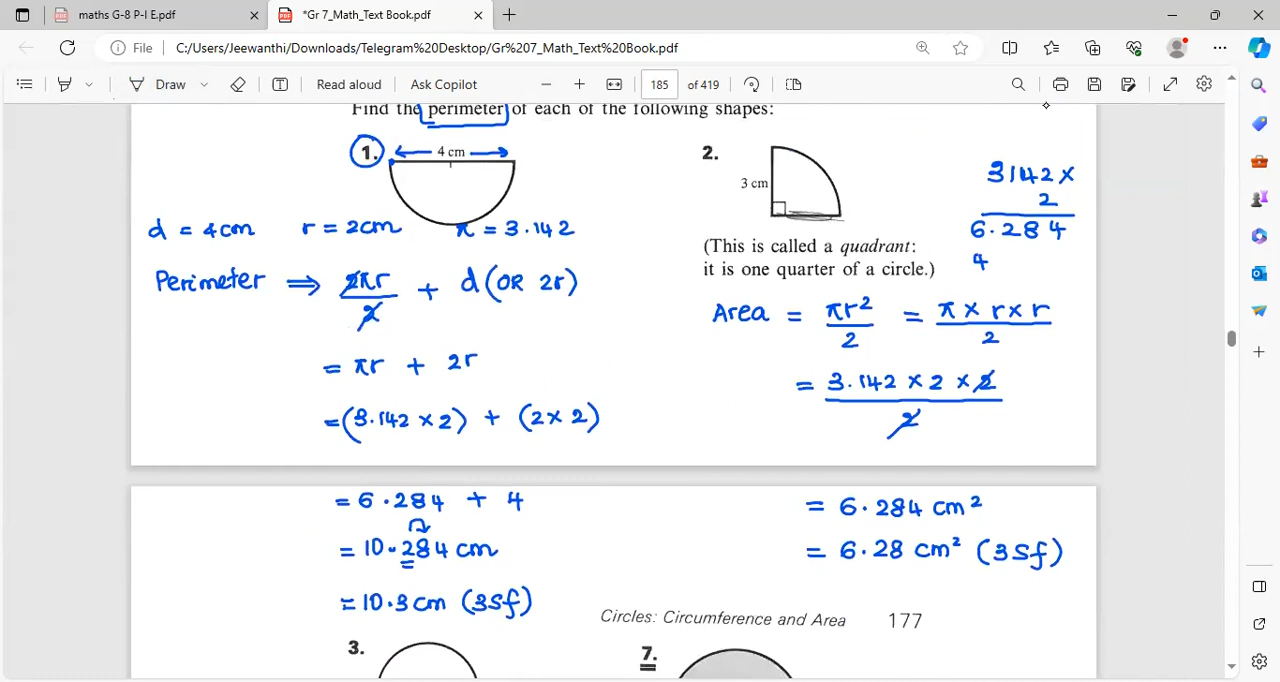 maths G-8 P-I E.pdf
*Gr 7_Math_Text Book.pdf
File C:/Users/Jeewanthi/Downloads/Telegram%20Desktop/Gr%207_Math_Text%20Book.pdf
Draw Read aloud Ask Copilot 185 of 419
Find the perimeter of each of the following shapes:
1. 4 cm
d = 4cm r = 2cm π = 3.142
Perimeter ⇒ 2πr/2 + d (OR 2r)
= πr + 2r
= (3.142 × 2) + (2 × 2)
= 6.284 + 4
= 10.284 cm
= 10.3 cm (3sf)
2.
3 cm
(This is called a quadrant:
it is one quarter of a circle.)
3142 ×
2
6.284
4
Area = πr²/2 = π × r × r/2
= 3.142 × 2 × 2/2
= 6.284 cm²
= 6.28 cm² (3sf)
Circles: Circumference and Area 177
3.
7.